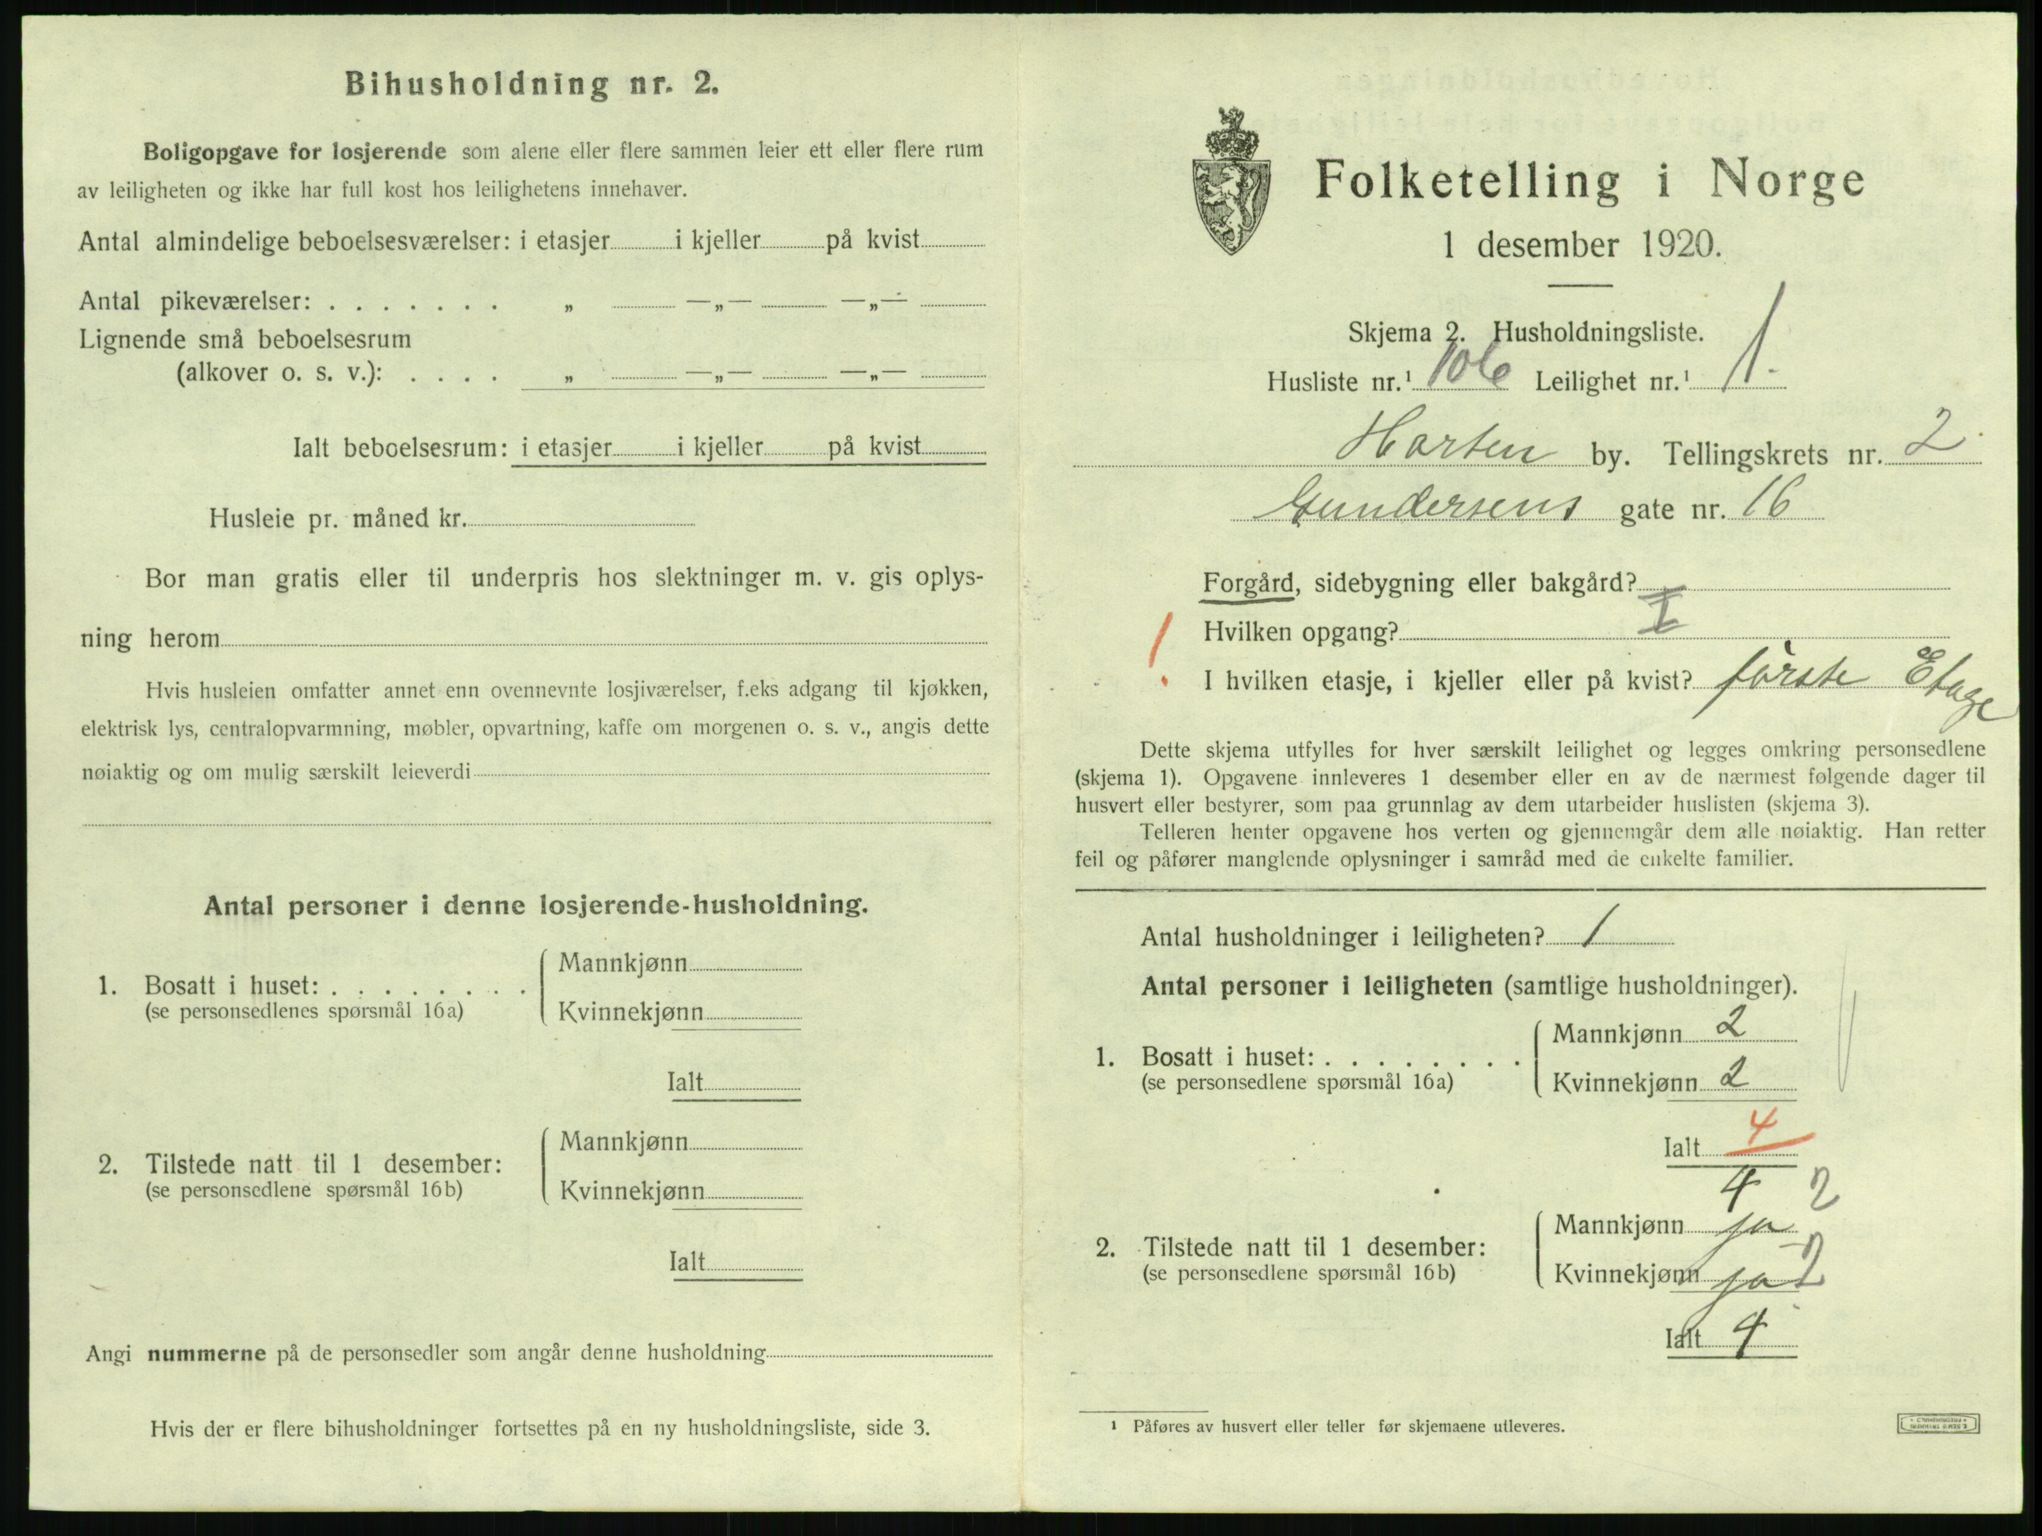 Bihusholdning nr. 2.
Boligopgave for losjerende som alene eller flere sammen leier ett eller flere rum
av leiligheten og ikke har full kost hos leilighetens innehaver.
Antal almindelige beboelsesværelser: i etasjer i kjeller på kvist
Antal pikeværelser: . . . . . . . „ —„— —„—
Lignende små beboelsesrum
(alkover o. s. v.): . . . . „ —„— —„—
Ialt beboelsesrum: i etasjer i kjeller på kvist
Husleie pr. måned kr.
Bor man gratis eller til underpris hos slektninger m. v. gis oplys-
ning herom
Hvis husleien omfatter annet enn ovennevnte losjiværelser, f.eks adgang til kjøkken,
elektrisk lys, centralopvarmning, møbler, opvartning, kaffe om morgenen o. s. v., angis dette
nøiaktig og om mulig særskilt leieverdi
Antal personer i denne losjerende-husholdning.
1. Bosatt i huset: . . . . . . . . Mannkjønn
(se personsedlenes spørsmål 16a) Kvinnekjønn
Ialt
2. Tilstede natt til 1 desember: Mannkjønn
(se personsedlene spørsmål 16b) Kvinnekjønn
Ialt
Angi nummerne på de personsedler som angår denne husholdning
Hvis der er flere bihusholdninger fortsettes på en ny husholdningsliste, side 3.
Folketelling i Norge
1 desember 1920.
Skjema 2. Husholdningsliste.
Husliste nr.¹ 106 Leilighet nr.¹ 1.
Horten by. Tellingskrets nr. 2
Gundersens gate nr. 16
Forgård, sidebygning eller bakgård?
! Hvilken opgang? I
I hvilken etasje, i kjeller eller på kvist? første Etage
Dette skjema utfylles for hver særskilt leilighet og legges omkring personsedlene
(skjema 1). Opgavene innleveres 1 desember eller en av de nærmest følgende dager til
husvert eller bestyrer, som paa grunnlag av dem utarbeider huslisten (skjema 3).
Telleren henter opgavene hos verten og gjennemgår dem alle nøiaktig. Han retter
feil og påfører manglende oplysninger i samråd med de enkelte familier.
Antal husholdninger i leiligheten? 1
Antal personer i leiligheten (samtlige husholdninger).
1. Bosatt i huset: . . . . . . . . Mannkjønn 2
(se personsedlene spørsmål 16a) Kvinnekjønn 2
Ialt 4
4 2
2. Tilstede natt til 1 desember: Mannkjønn ja
(se personsedlene spørsmål 16b) Kvinnekjønn ja 2
Ialt 4
¹ Påføres av husvert eller teller før skjemaene utleveres.